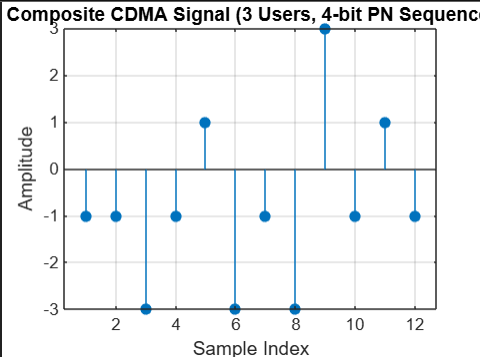 Composite CDMA Signal (3 Users, 4-bit PN Sequenc
3
2
1
0
-1
-2
-3
Amplitude
2 4 6 8 10 12
Sample Index